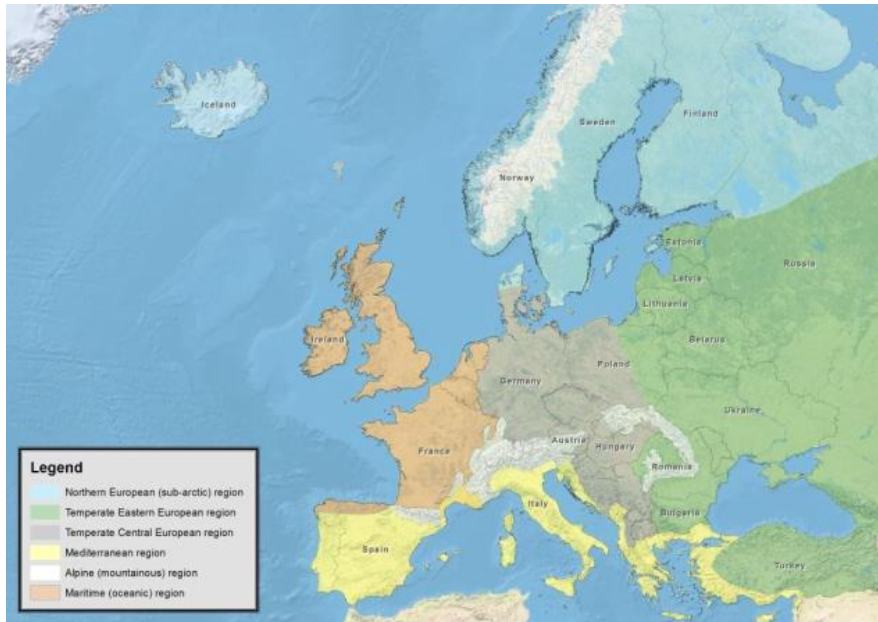 Iceland
Sweden
Finland
Norway
Estonia
Russia
Latvia
Lithuania
Ireland
Belarus
Poland
Germany
Ukraine
Austria
Hungary
France
Romania
Italy
Bulgaria
Spain
Turkey
Legend
Northern European (sub-arctic) region
Temperate Eastern European region
Temperate Central European region
Mediterranean region
Alpine (mountainous) region
Maritime (oceanic) region